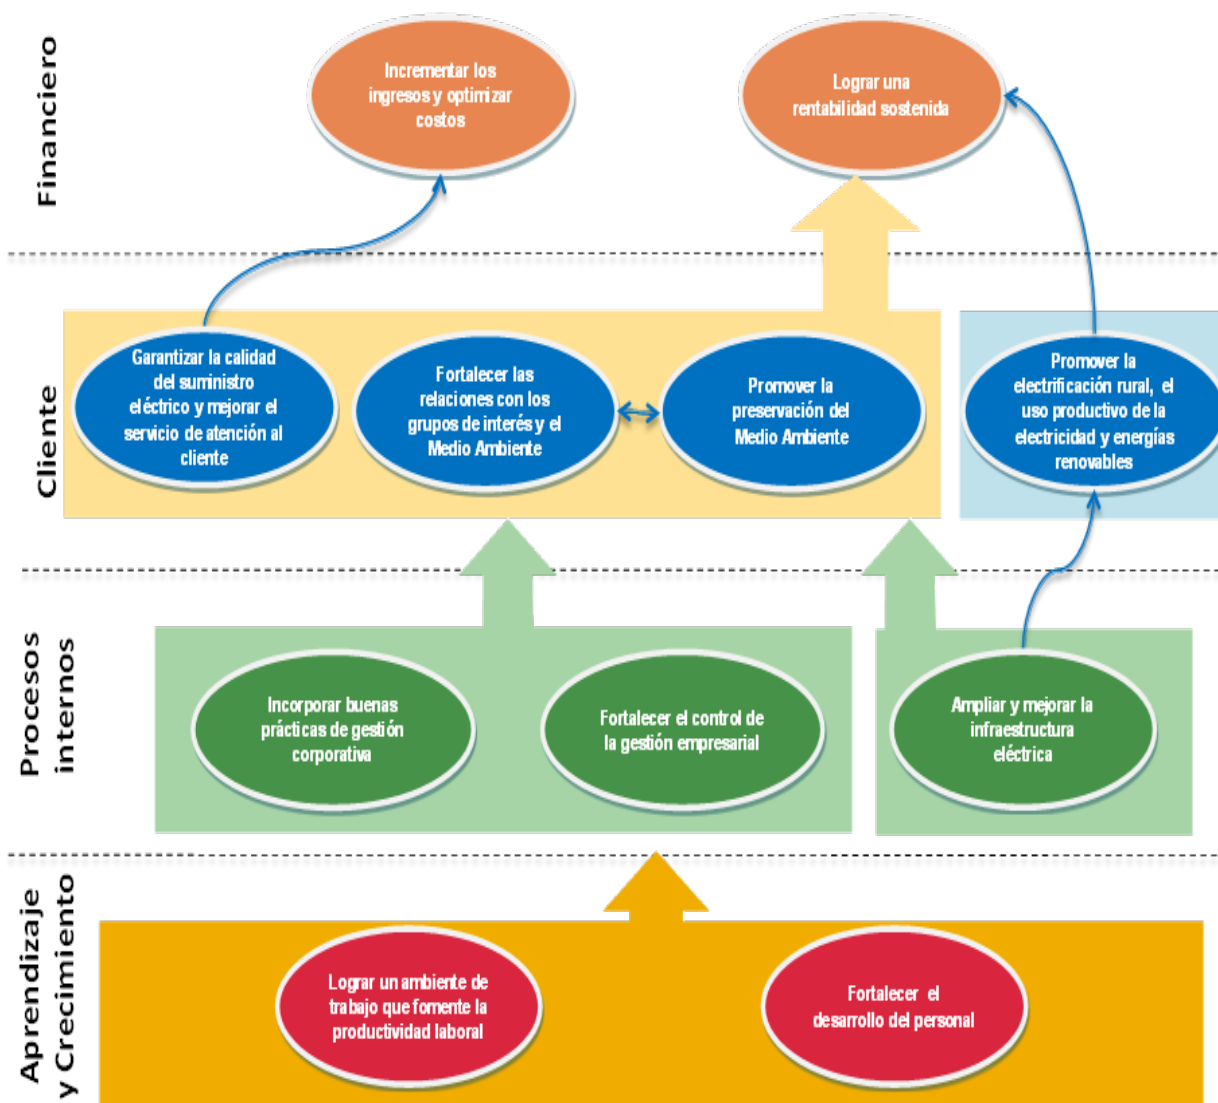 Financiero
Incrementar los
ingresos y optimizar
costos
Lograr una
rentabilidad sostenida
Cliente
Garantizar la calidad
del suministro
eléctrico y mejorar el
servicio de atención al
cliente
Fortalecer las
relaciones con los
grupos de interés y el
Medio Ambiente
Promover la
preservación del
Medio Ambiente
Promover la
electrificación rural, el
uso productivo de la
electricidad y energías
renovables
Procesos
internos
Incorporar buenas
prácticas de gestión
corporativa
Fortalecer el control de
la gestión empresarial
Ampliar y mejorar la
infraestructura
eléctrica
Aprendizaje
y Crecimiento
Lograr un ambiente de
trabajo que fomente la
productividad laboral
Fortalecer el
desarrollo del personal